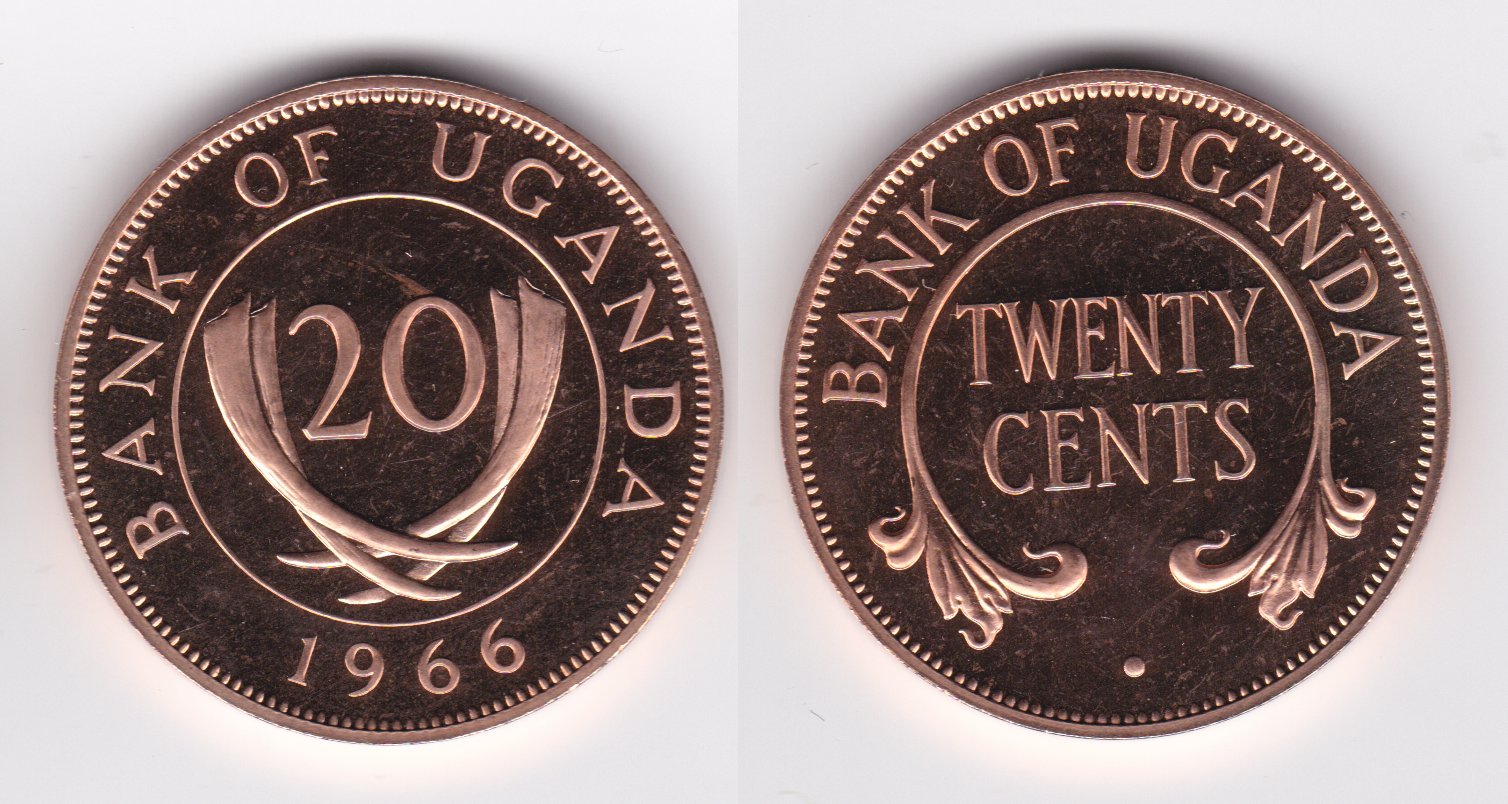 BANK OF UGANDA
20
1966
BANK OF UGANDA
TWENTY
CENTS